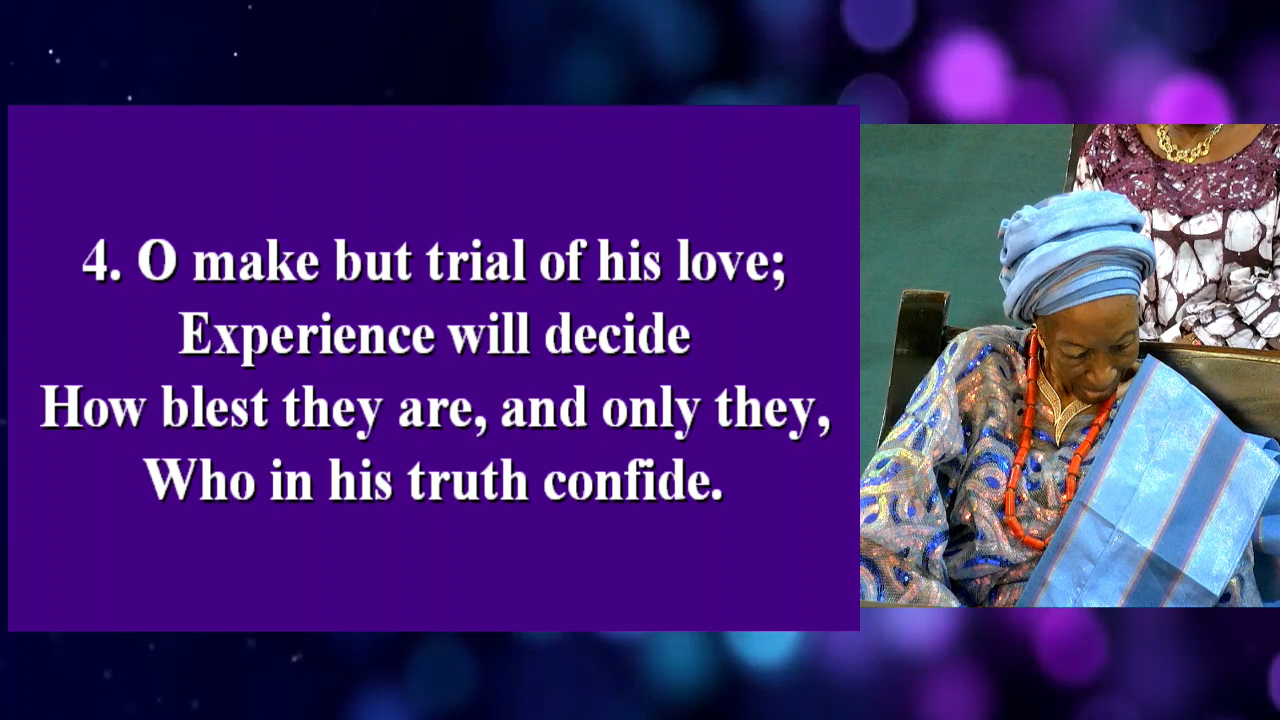 4. O make but trial of his love;
Experience will decide
How blest they are, and only they,
Who in his truth confide.